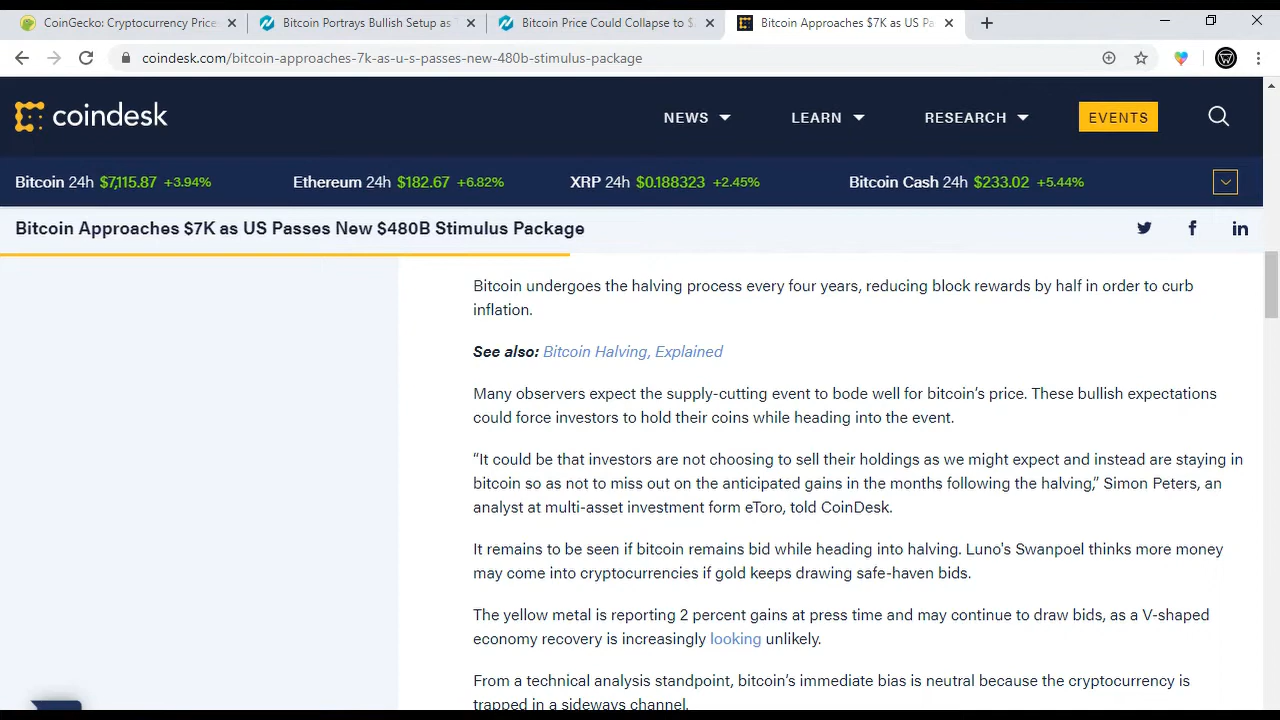 CoinGecko: Cryptocurrency Price
Bitcoin Portrays Bullish Setup as
Bitcoin Price Could Collapse to $
Bitcoin Approaches $7K as US Pa
coindesk.com/bitcoin-approaches-7k-as-u-s-passes-new-480b-stimulus-package
coindesk
NEWS
LEARN
RESEARCH
EVENTS
Bitcoin 24h $7,115.87 +3.94%
Ethereum 24h $182.67 +6.82%
XRP 24h $0.188323 +2.45%
Bitcoin Cash 24h $233.02 +5.44%
Bitcoin Approaches $7K as US Passes New $480B Stimulus Package
Bitcoin undergoes the halving process every four years, reducing block rewards by half in order to curb
inflation.
See also: Bitcoin Halving, Explained
Many observers expect the supply-cutting event to bode well for bitcoin's price. These bullish expectations
could force investors to hold their coins while heading into the event.
"It could be that investors are not choosing to sell their holdings as we might expect and instead are staying in
bitcoin so as not to miss out on the anticipated gains in the months following the halving," Simon Peters, an
analyst at multi-asset investment form eToro, told CoinDesk.
It remains to be seen if bitcoin remains bid while heading into halving. Luno's Swanpoel thinks more money
may come into cryptocurrencies if gold keeps drawing safe-haven bids.
The yellow metal is reporting 2 percent gains at press time and may continue to draw bids, as a V-shaped
economy recovery is increasingly looking unlikely.
From a technical analysis standpoint, bitcoin's immediate bias is neutral because the cryptocurrency is
trapped in a sideways channel.